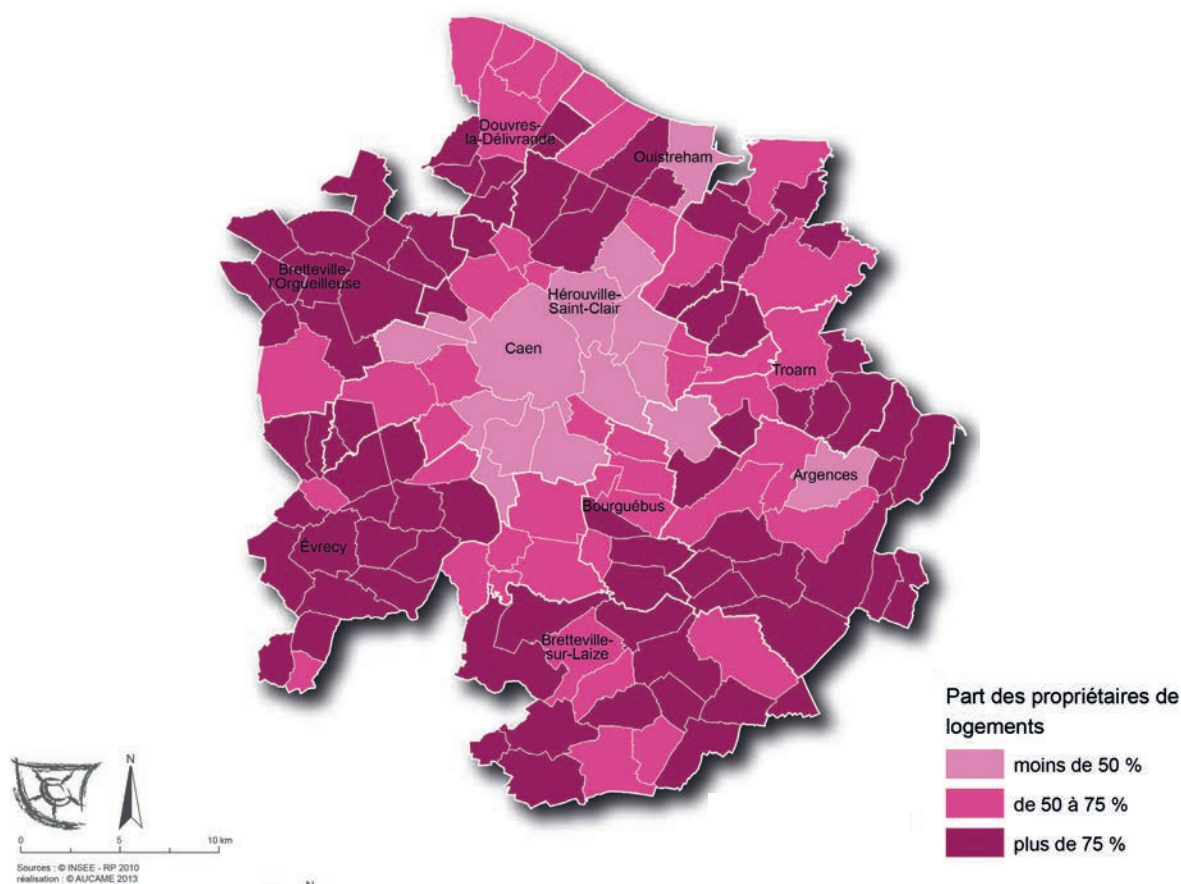 Douvres-
la-Délivrande
Ouistreham
Bretteville-
l'Orgueilleuse
Hérouville-
Saint-Clair
Caen
Troarn
Argences
Bourguébus
Évrecy
Bretteville-
sur-Laize
Part des propriétaires de
logements
moins de 50 %
de 50 à 75 %
plus de 75 %
N
0 5 10 km
Sources : © INSEE - RP 2010
réalisation : © AUCAME 2013
N